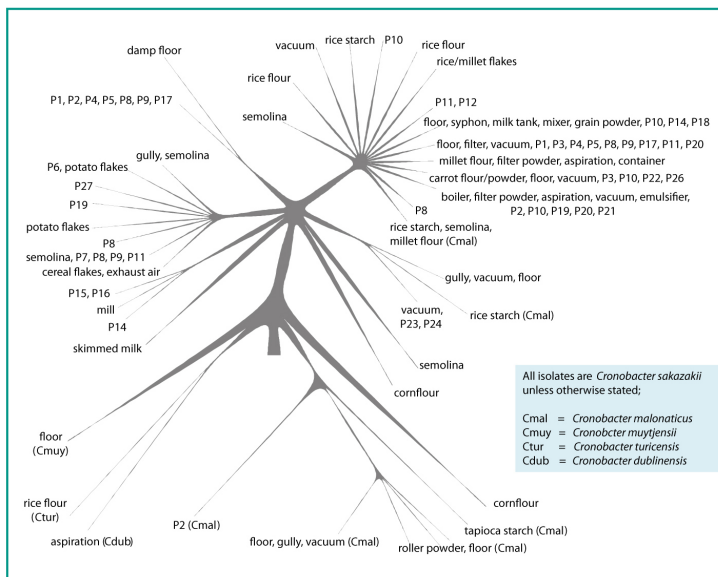 damp floor
P1, P2, P4, P5, P8, P9, P17
gully, semolina
P6, potato flakes
P27
P19
potato flakes
P8
semolina, P7, P8, P9, P11
cereal flakes, exhaust air
P15, P16
mill
P14
skimmed milk
vacuum
rice starch
P10
rice flour
rice/millet flakes
rice flour
semolina
P11, P12
floor, syphon, milk tank, mixer, grain powder, P10, P14, P18
floor, filter, vacuum, P1, P3, P4, P5, P8, P9, P17, P11, P20
millet flour, filter powder, aspiration, container
carrot flour/powder, floor, vacuum, P3, P10, P22, P26
boiler, filter powder, aspiration, vacuum, emulsifier,
P2, P10, P19, P20, P21
P8
rice starch, semolina,
millet flour (Cmal)
gully, vacuum, floor
rice starch (Cmal)
vacuum,
P23, P24
semolina
cornflour
floor
(Cmuy)
rice flour
(Ctur)
aspiration (Cdub)
P2 (Cmal)
floor, gully, vacuum (Cmal)
roller powder, floor (Cmal)
tapioca starch (Cmal)
cornflour
All isolates are Cronobacter sakazakii
unless otherwise stated;
Cmal = Cronobacter malonaticus
Cmuy = Cronobcter muytjensii
Ctur = Cronobacter turicensis
Cdub = Cronobacter dublinensis